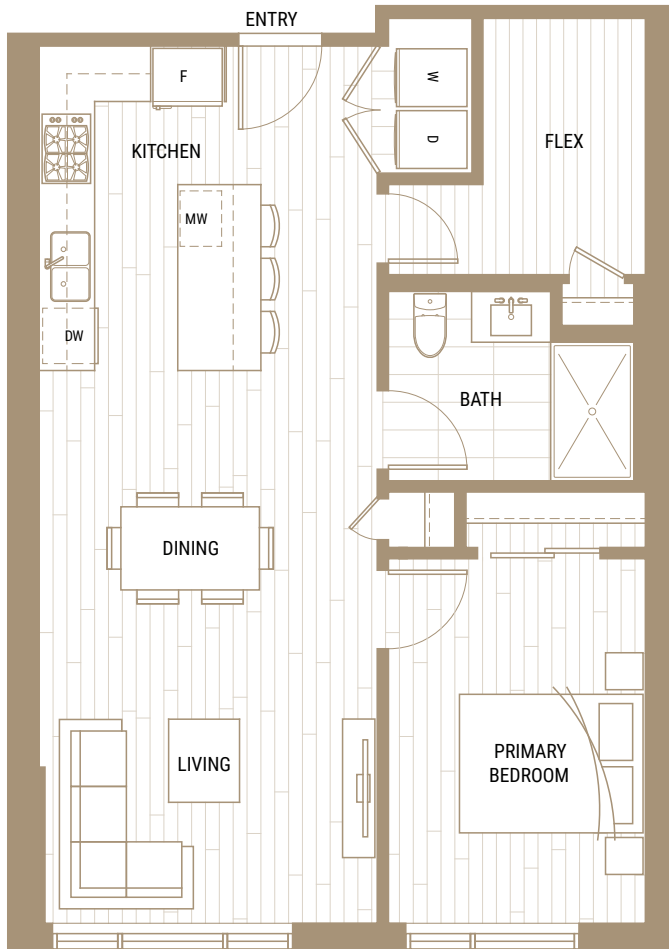 ENTRY
F
W
KITCHEN
D
FLEX
MW
DW
BATH
DINING
LIVING
PRIMARY
BEDROOM